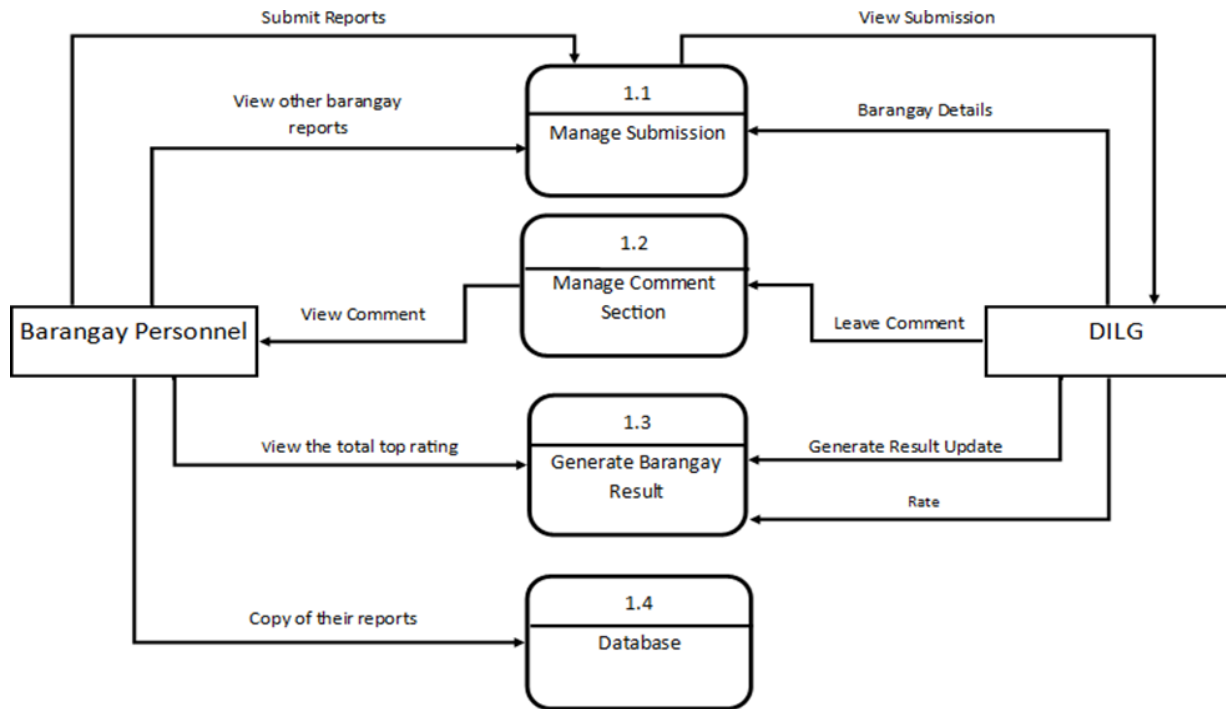 Submit Reports
View Submission
1.1
Manage Submission
View other barangay
reports
Barangay Details
1.2
Manage Comment
Section
View Comment
Leave Comment
Barangay Personnel
DILG
1.3
Generate Barangay
Result
View the total top rating
Generate Result Update
Rate
1.4
Database
Copy of their reports